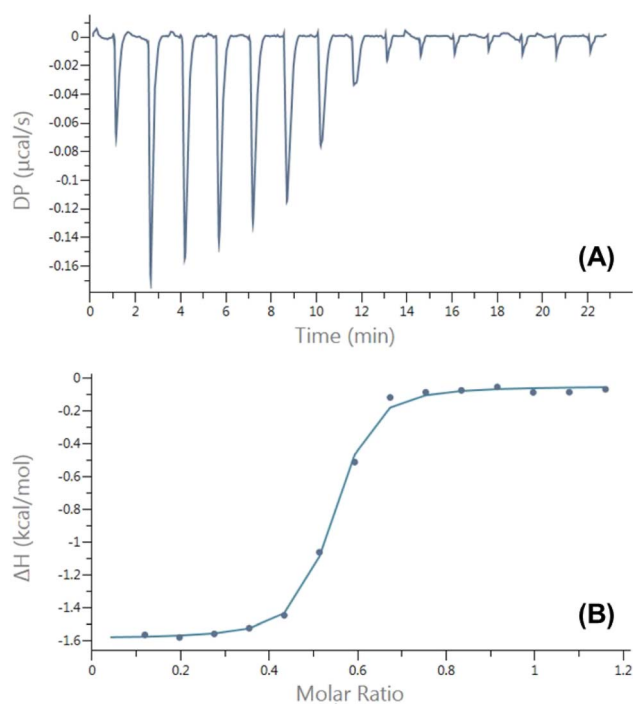 0
-0.02
-0.04
-0.06
-0.08
-0.1
-0.12
-0.14
-0.16
DP (µcal/s)
(A)
0 2 4 6 8 10 12 14 16 18 20 22
Time (min)
0
-0.2
-0.4
-0.6
-0.8
-1
-1.2
-1.4
-1.6
ΔH (kcal/mol)
(B)
0 0.2 0.4 0.6 0.8 1 1.2
Molar Ratio